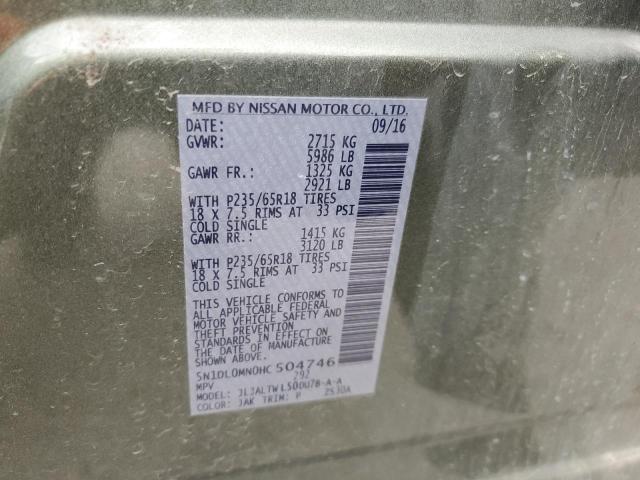 MFD BY NISSAN MOTOR CO., LTD.
DATE: 09/16
GVWR: 2715 KG
5986 LB
GAWR FR.: 1325 KG
2921 LB
WITH P235/65R18 TIRES
18 X 7.5 RIMS AT 33 PSI
COLD SINGLE
GAWR RR.: 1415 KG
3120 LB
WITH P235/65R18 TIRES
18 X 7.5 RIMS AT 33 PSI
COLD SINGLE
THIS VEHICLE CONFORMS TO
ALL APPLICABLE FEDERAL
MOTOR VEHICLE SAFETY AND
THEFT PREVENTION
STANDARDS IN EFFECT ON
THE DATE OF MANUFACTURE
SHOWN ABOVE.
5N1DL0MN0HC504746
MPV 292
MODEL: JLJALTWL50UU78-A-A
COLOR: JAK TRIM: P 2530A